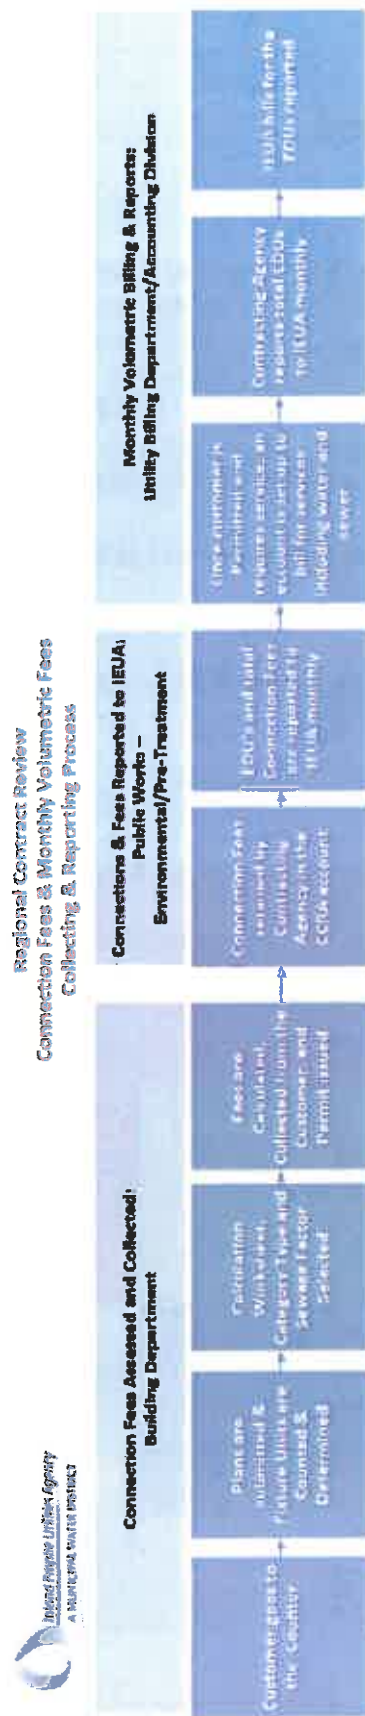 Inland Empire Utilities Agency
A MUNICIPAL WATER DISTRICT
Regional Contract Review
Connection Fees & Monthly Volumetric Fees
Collecting & Reporting Process
Connection Fees Assessed and Collected:
Building Department
Connections & Fees Reported to IEUA:
Public Works –
Environmental/Pre-Treatment
Monthly Volumetric Billing & Reports:
Utility Billing Department/Accounting Division
Customer goes to
the Counter
Plans are
submitted &
Fixture Units are
Counted &
Determined
Calculation
Worksheet,
Category Type and
Sewage Factor
Selected
Fees are
Calculated,
Collected from the
Customer, and
Permit Issued
Connection Fees
retained by
Contracting
Agency in the
CCRA account
EDUs and total
Connection Fees
are reported to
IEUA monthly
Once customer is
established and
requires service, an
account is set up to
bill for services
including water and
sewer
Contracting Agency
reports total EDUs
to IEUA monthly
IEUA bills for the
EDUs reported